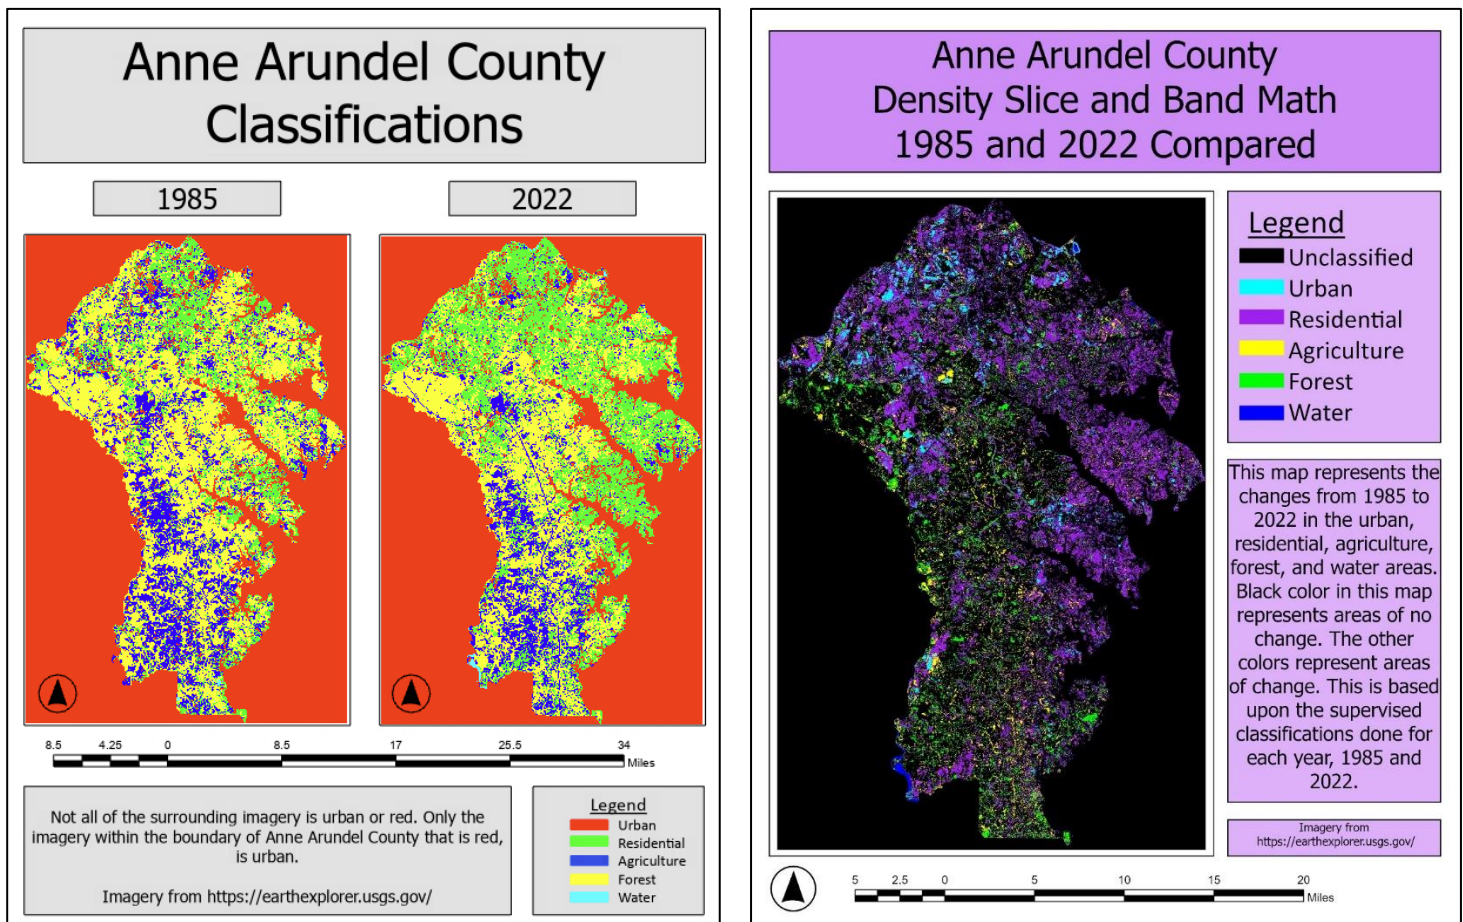 Anne Arundel County
Classifications
1985
2022
8.5 4.25 0 8.5 17 25.5 34
Miles
Not all of the surrounding imagery is urban or red. Only the
imagery within the boundary of Anne Arundel County that is red,
is urban.
Imagery from https://earthexplorer.usgs.gov/
Legend
Urban
Residential
Agriculture
Forest
Water
Anne Arundel County
Density Slice and Band Math
1985 and 2022 Compared
Legend
Unclassified
Urban
Residential
Agriculture
Forest
Water
This map represents the
changes from 1985 to
2022 in the urban,
residential, agriculture,
forest, and water areas.
Black color in this map
represents areas of no
change. The other
colors represent areas
of change. This is based
upon the supervised
classifications done for
each year, 1985 and
2022.
Imagery from
https://earthexplorer.usgs.gov/
5 2.5 0 5 10 15 20
Miles